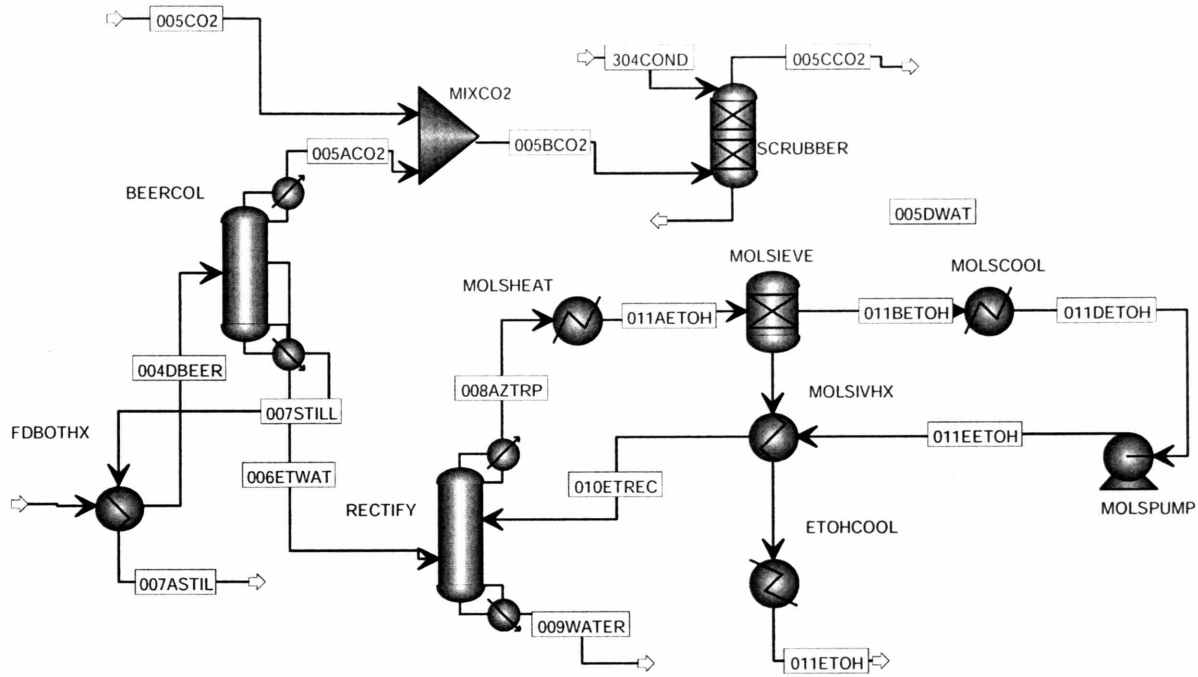 005CO2
304COND
005CCO2
MIXCO2
005ACO2
005BCO2
SCRUBBER
BEERCOL
005DWAT
MOLSIEVE
MOLSCOOL
MOLSHEAT
011AETOH
011BETOH
011DETOH
004DBEER
008AZTRP
MOLSIVHX
007STILL
FDBOTHX
011EETOH
006ETWAT
010ETREC
RECTIFY
MOLSPUMP
ETOHCOOL
007ASTIL
009WATER
011ETOH